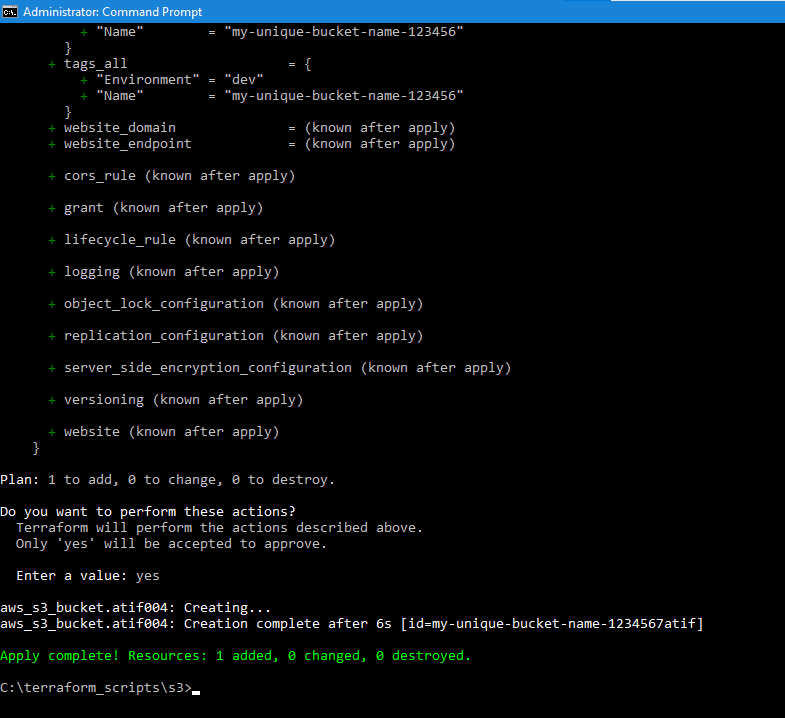 Administrator: Command Prompt
+ "Name"        = "my-unique-bucket-name-123456"
}
+ tags_all                    = {
+ "Environment" = "dev"
+ "Name"        = "my-unique-bucket-name-123456"
}
+ website_domain              = (known after apply)
+ website_endpoint            = (known after apply)
+ cors_rule (known after apply)
+ grant (known after apply)
+ lifecycle_rule (known after apply)
+ logging (known after apply)
+ object_lock_configuration (known after apply)
+ replication_configuration (known after apply)
+ server_side_encryption_configuration (known after apply)
+ versioning (known after apply)
+ website (known after apply)
}
Plan: 1 to add, 0 to change, 0 to destroy.
Do you want to perform these actions?
Terraform will perform the actions described above.
Only 'yes' will be accepted to approve.
Enter a value: yes
aws_s3_bucket.atif004: Creating...
aws_s3_bucket.atif004: Creation complete after 6s [id=my-unique-bucket-name-1234567atif]
Apply complete! Resources: 1 added, 0 changed, 0 destroyed.
C:\terraform_scripts\s3>